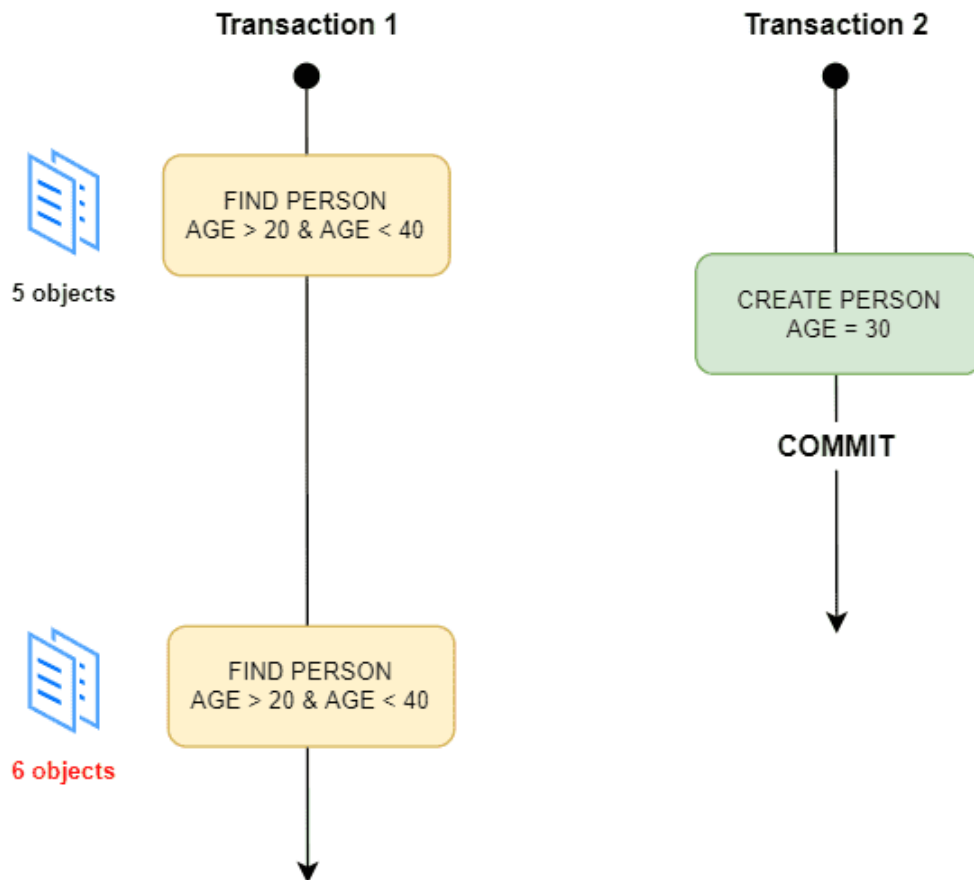 Transaction 1
Transaction 2
FIND PERSON
AGE > 20 & AGE < 40
5 objects
CREATE PERSON
AGE = 30
COMMIT
FIND PERSON
AGE > 20 & AGE < 40
6 objects